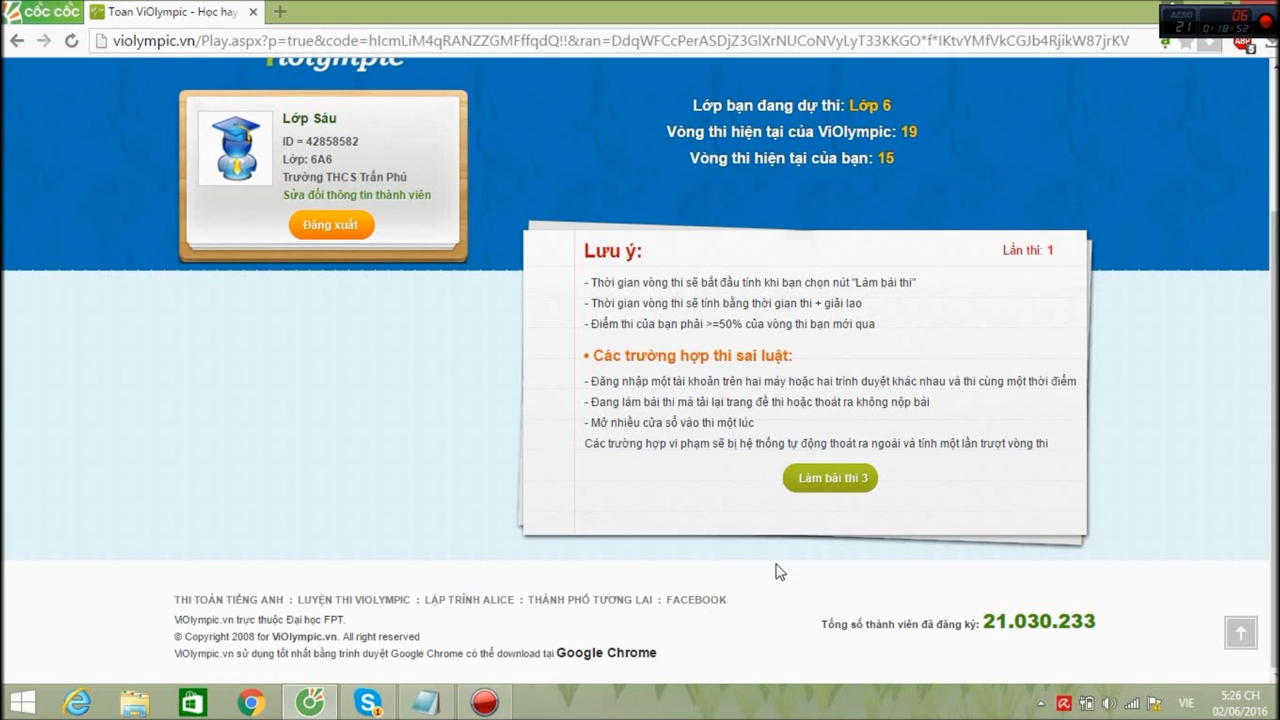 CỐC CỐC
Toan ViOlympic - Học hay
AERO
21
06
0:18:52
ABP
5
Violympic
Lớp Sáu
ID = 42858582
Lớp: 6A6
Trường THCS Trần Phú
Sửa đổi thông tin thành viên
Đăng xuất
Lớp bạn đang dự thi: Lớp 6
Vòng thi hiện tại của ViOlympic: 19
Vòng thi hiện tại của bạn: 15
Lưu ý:
Lần thi: 1
- Thời gian vòng thi sẽ bắt đầu tính khi bạn chọn nút "Làm bài thi"
- Thời gian vòng thi sẽ tính bằng thời gian thi + giải lao
- Điểm thi của bạn phải >=50% của vòng thi bạn mới qua
• Các trường hợp thi sai luật:
- Đăng nhập một tài khoản trên hai máy hoặc hai trình duyệt khác nhau và thi cùng một thời điểm
- Đang làm bài thi mà tải lại trang đề thi hoặc thoát ra không nộp bài
- Mở nhiều cửa sổ vào thi một lúc
Các trường hợp vi phạm sẽ bị hệ thống tự động thoát ra ngoài và tính một lần trượt vòng thi
Làm bài thi 3
THI TOÁN TIẾNG ANH : LUYỆN THI VIOLYMPIC : LẬP TRÌNH ALICE : THÀNH PHỐ TƯƠNG LAI : FACEBOOK
ViOlympic.vn trực thuộc Đại học FPT.
© Copyright 2008 for ViOlympic.vn. All right reserved
ViOlympic.vn sử dụng tốt nhất bằng trình duyệt Google Chrome có thể download tại Google Chrome
Tổng số thành viên đã đăng ký: 21.030.233
VIE
5:26 CH
02/06/2016